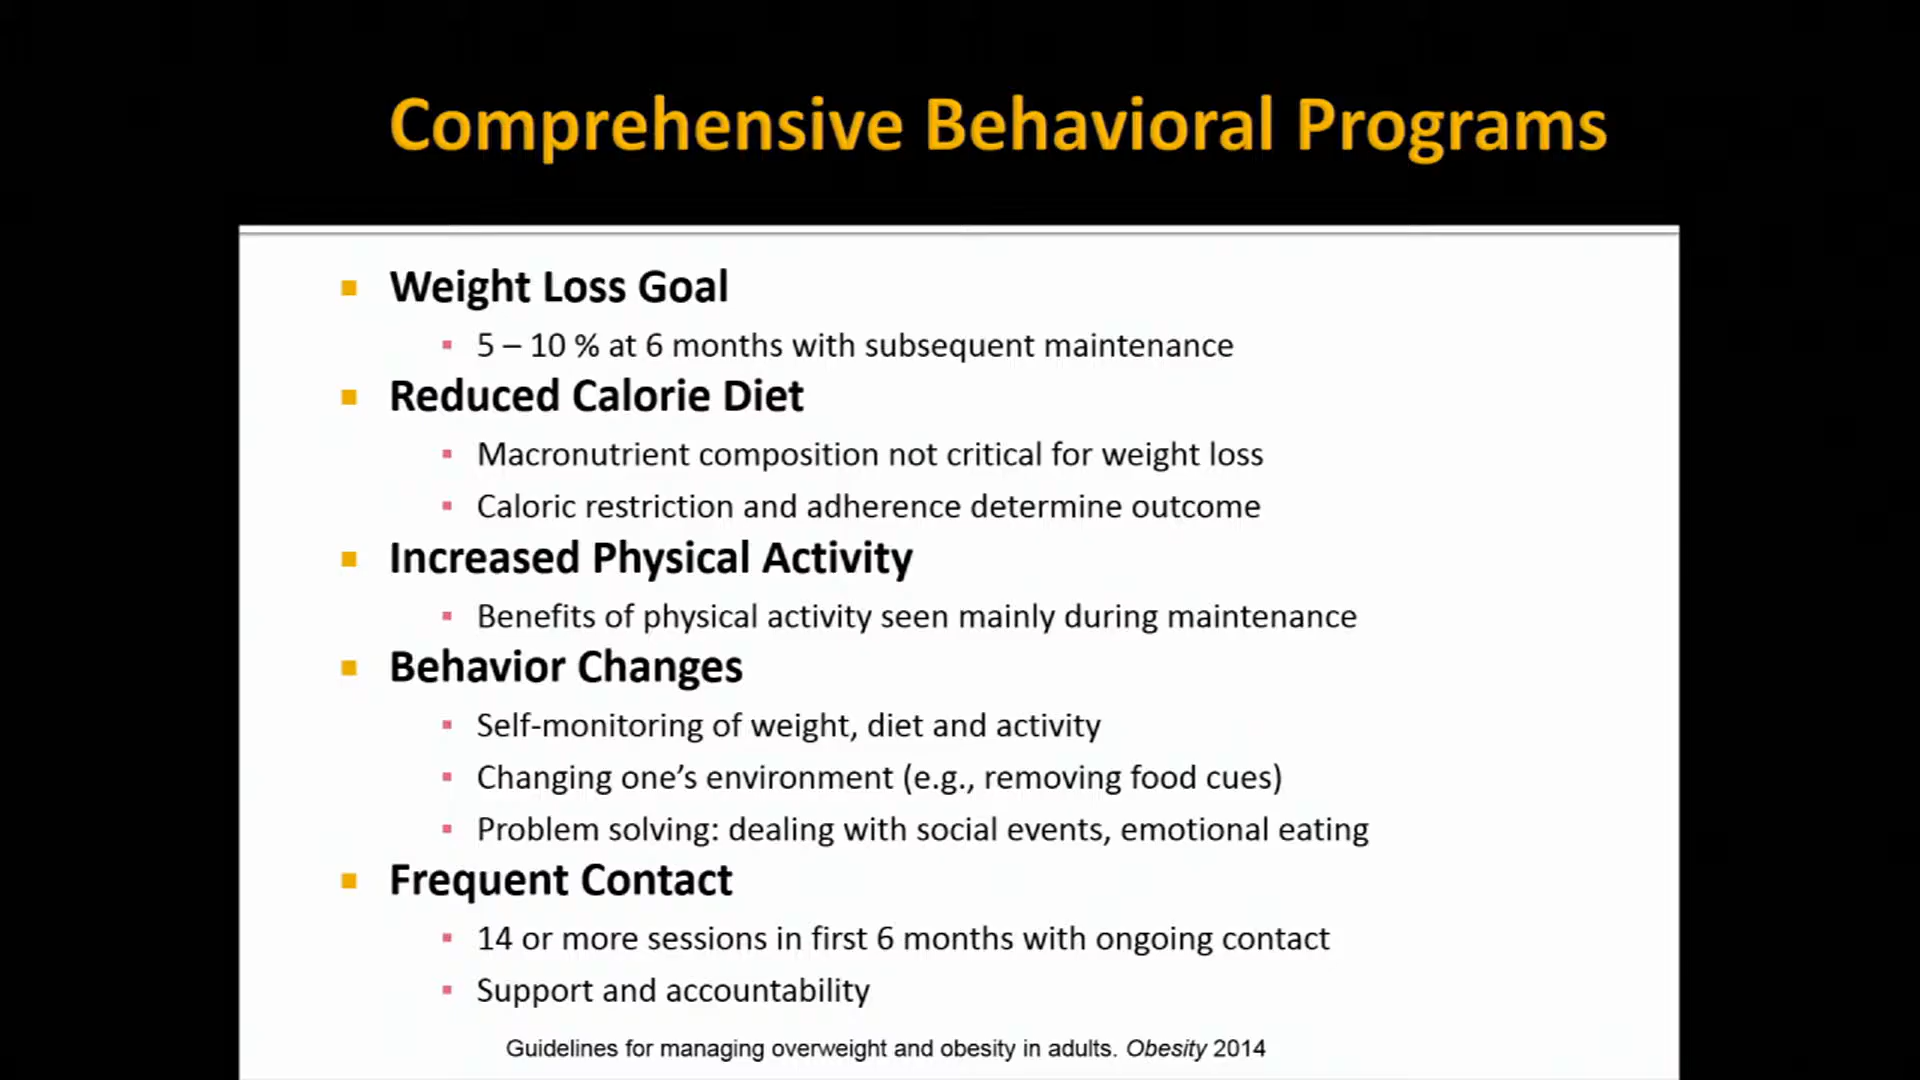 Comprehensive Behavioral Programs
Weight Loss Goal
5 – 10 % at 6 months with subsequent maintenance
Reduced Calorie Diet
Macronutrient composition not critical for weight loss
Caloric restriction and adherence determine outcome
Increased Physical Activity
Benefits of physical activity seen mainly during maintenance
Behavior Changes
Self-monitoring of weight, diet and activity
Changing one’s environment (e.g., removing food cues)
Problem solving: dealing with social events, emotional eating
Frequent Contact
14 or more sessions in first 6 months with ongoing contact
Support and accountability
Guidelines for managing overweight and obesity in adults. Obesity 2014